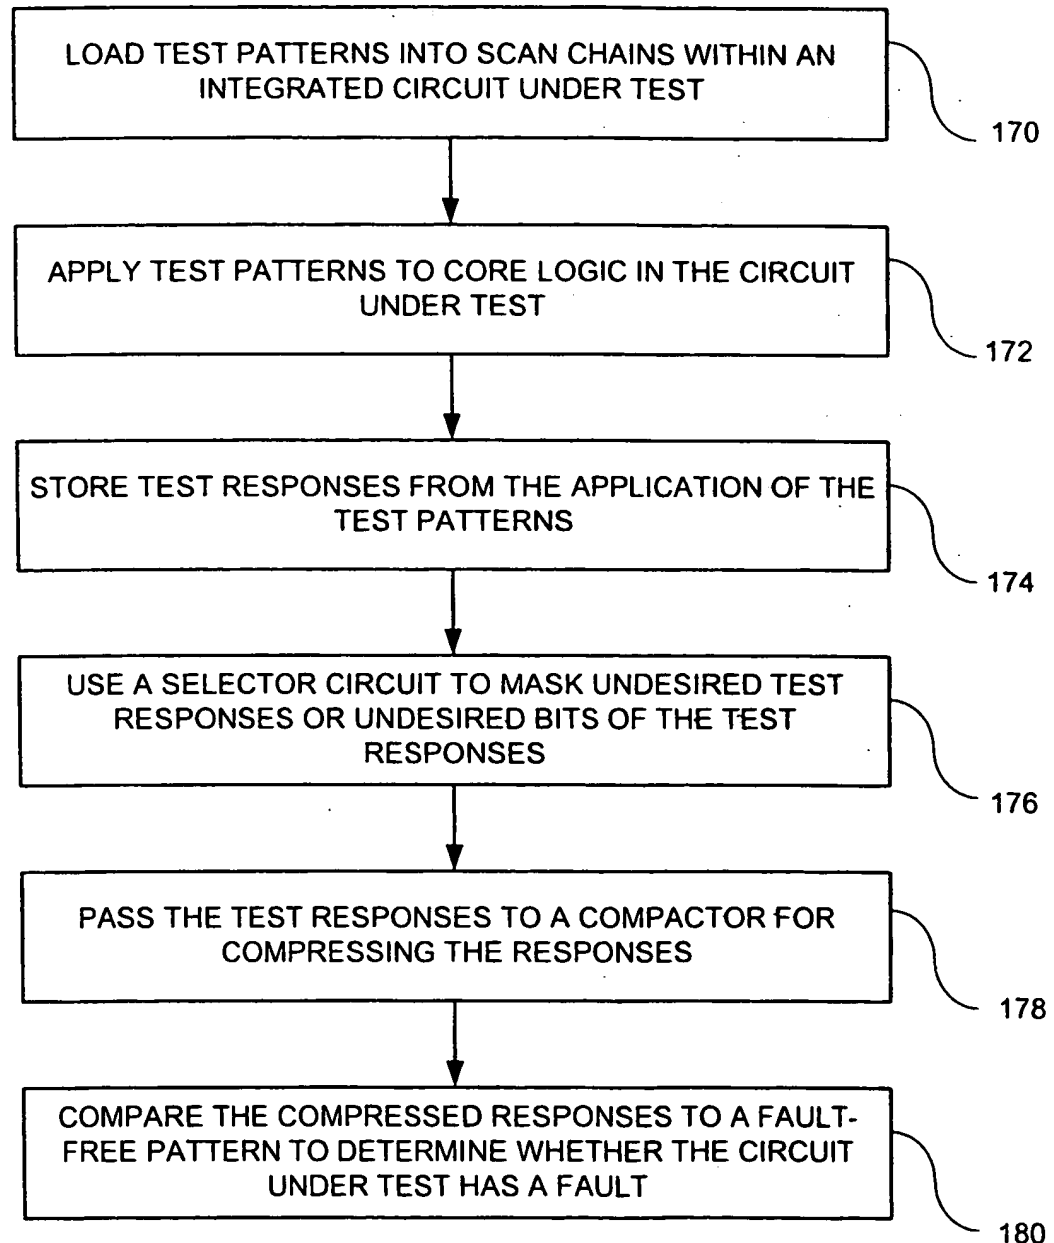 LOAD TEST PATTERNS INTO SCAN CHAINS WITHIN AN
INTEGRATED CIRCUIT UNDER TEST
170
APPLY TEST PATTERNS TO CORE LOGIC IN THE CIRCUIT
UNDER TEST
172
STORE TEST RESPONSES FROM THE APPLICATION OF THE
TEST PATTERNS
174
USE A SELECTOR CIRCUIT TO MASK UNDESIRED TEST
RESPONSES OR UNDESIRED BITS OF THE TEST
RESPONSES
176
PASS THE TEST RESPONSES TO A COMPACTOR FOR
COMPRESSING THE RESPONSES
178
COMPARE THE COMPRESSED RESPONSES TO A FAULT-
FREE PATTERN TO DETERMINE WHETHER THE CIRCUIT
UNDER TEST HAS A FAULT
180